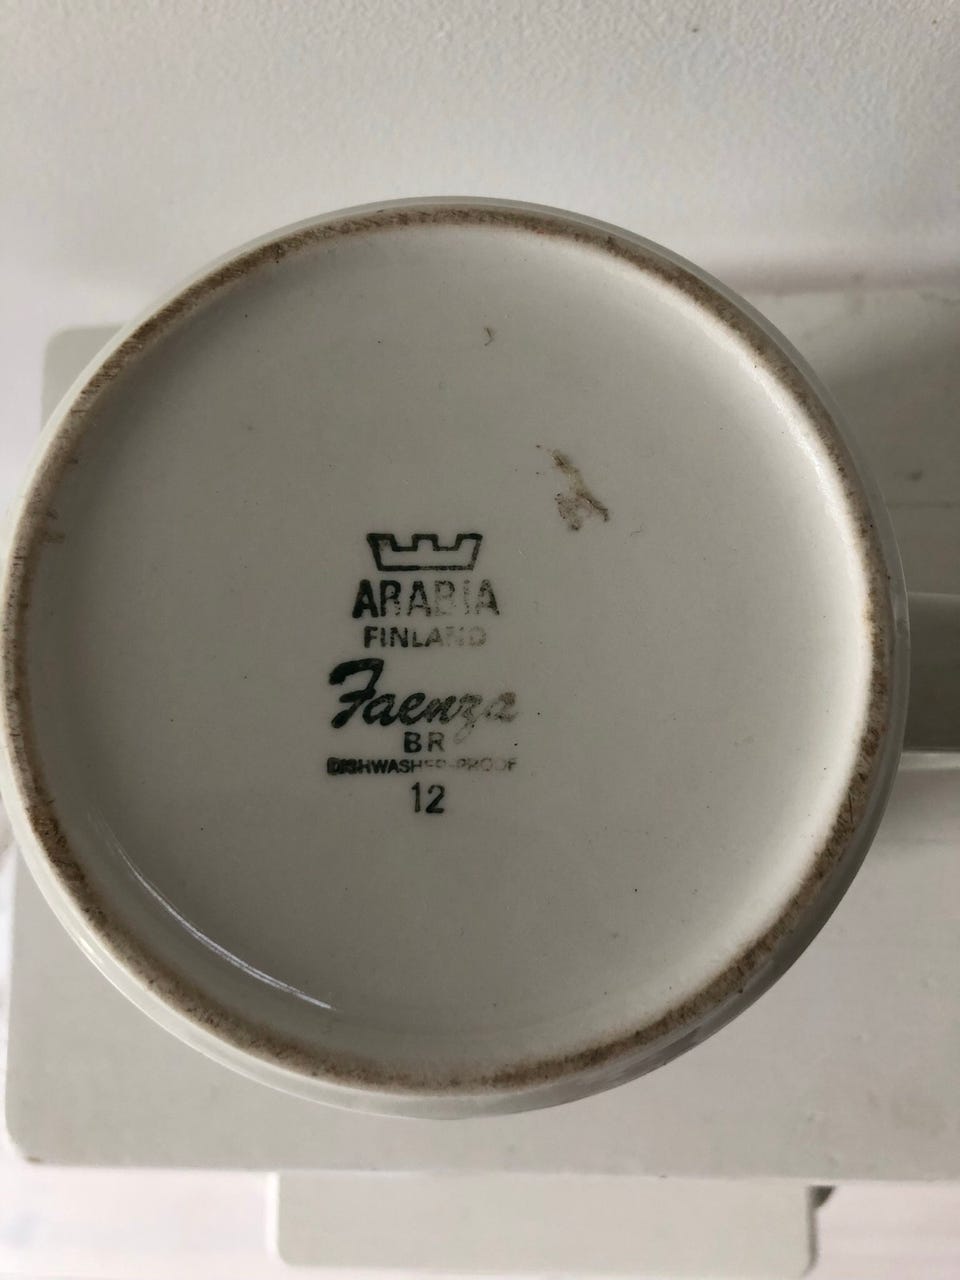 ARABIA
FINLAND
Faenza
BR
DISHWASHER-PROOF
12